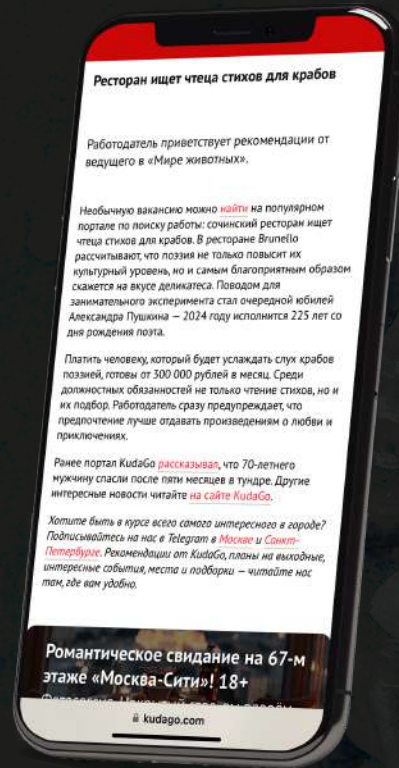 Ресторан ищет чтеца стихов для крабов
Работодатель приветствует рекомендации от
ведущего в «Мире животных».
Необычную вакансию можно найти на популярном
портале по поиску работы: сочинский ресторан ищет
чтеца стихов для крабов. В ресторане Brunello
рассчитывают, что поэзия не только повысит их
культурный уровень, но и самым благоприятным образом
скажется на вкусе деликатеса. Поводом для
занимательного эксперимента стал очередной юбилей
Александра Пушкина — 2024 году исполнится 225 лет со
дня рождения поэта.
Платить человеку, который будет услаждать слух крабов
поэзией, готовы от 300 000 рублей в месяц. Среди
должностных обязанностей не только чтение стихов, но и
их подбор. Работодатель сразу предупреждает, что
предпочтение лучше отдавать произведениям о любви и
приключениях.
Ранее портал KudaGo рассказывал, что 70-летнего
мужчину спасли после пяти месяцев в тундре. Другие
интересные новости читайте на сайте KudaGo.
Хотите быть в курсе всего самого интересного в городе?
Подписывайтесь на нас в Telegram в Москве и Санкт-
Петербурге. Рекомендации от KudaGo, планы на выходные,
интересные события, места и подборки — читайте нас
там, где вам удобно.
Романтическое свидание на 67-м
этаже «Москва-Сити»! 18+
kudago.com